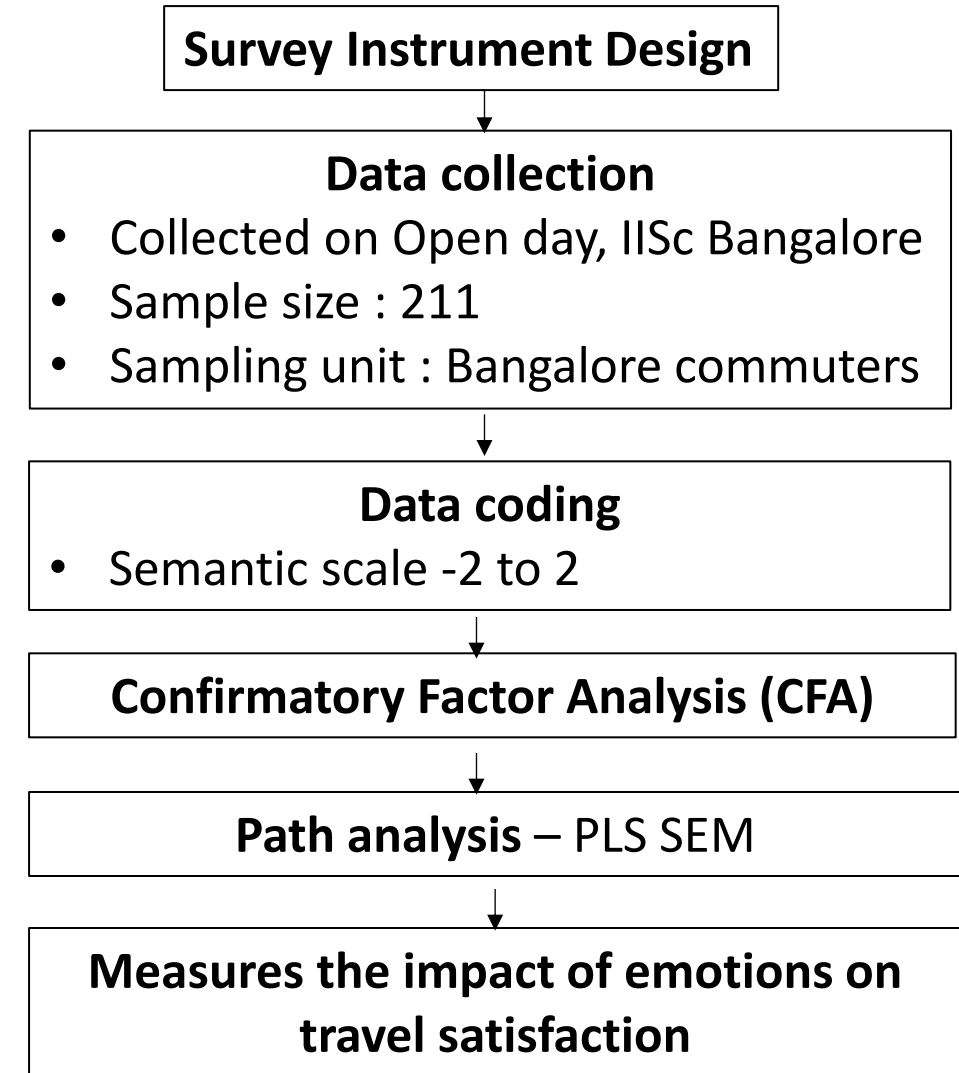 Survey Instrument Design
Data collection
• Collected on Open day, IISc Bangalore
• Sample size : 211
• Sampling unit : Bangalore commuters
Data coding
• Semantic scale -2 to 2
Confirmatory Factor Analysis (CFA)
Path analysis – PLS SEM
Measures the impact of emotions on
travel satisfaction